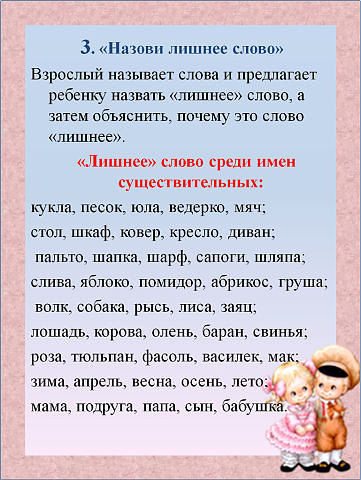 3. «Назови лишнее слово»
Взрослый называет слова и предлагает
ребенку назвать «лишнее» слово, а
затем объяснить, почему это слово
«лишнее».
«Лишнее» слово среди имен
существительных:
кукла, песок, юла, ведерко, мяч;
стол, шкаф, ковер, кресло, диван;
пальто, шапка, шарф, сапоги, шляпа;
слива, яблоко, помидор, абрикос, груша;
волк, собака, рысь, лиса, заяц;
лошадь, корова, олень, баран, свинья;
роза, тюльпан, фасоль, василек, мак;
зима, апрель, весна, осень, лето;
мама, подруга, папа, сын, бабушка.